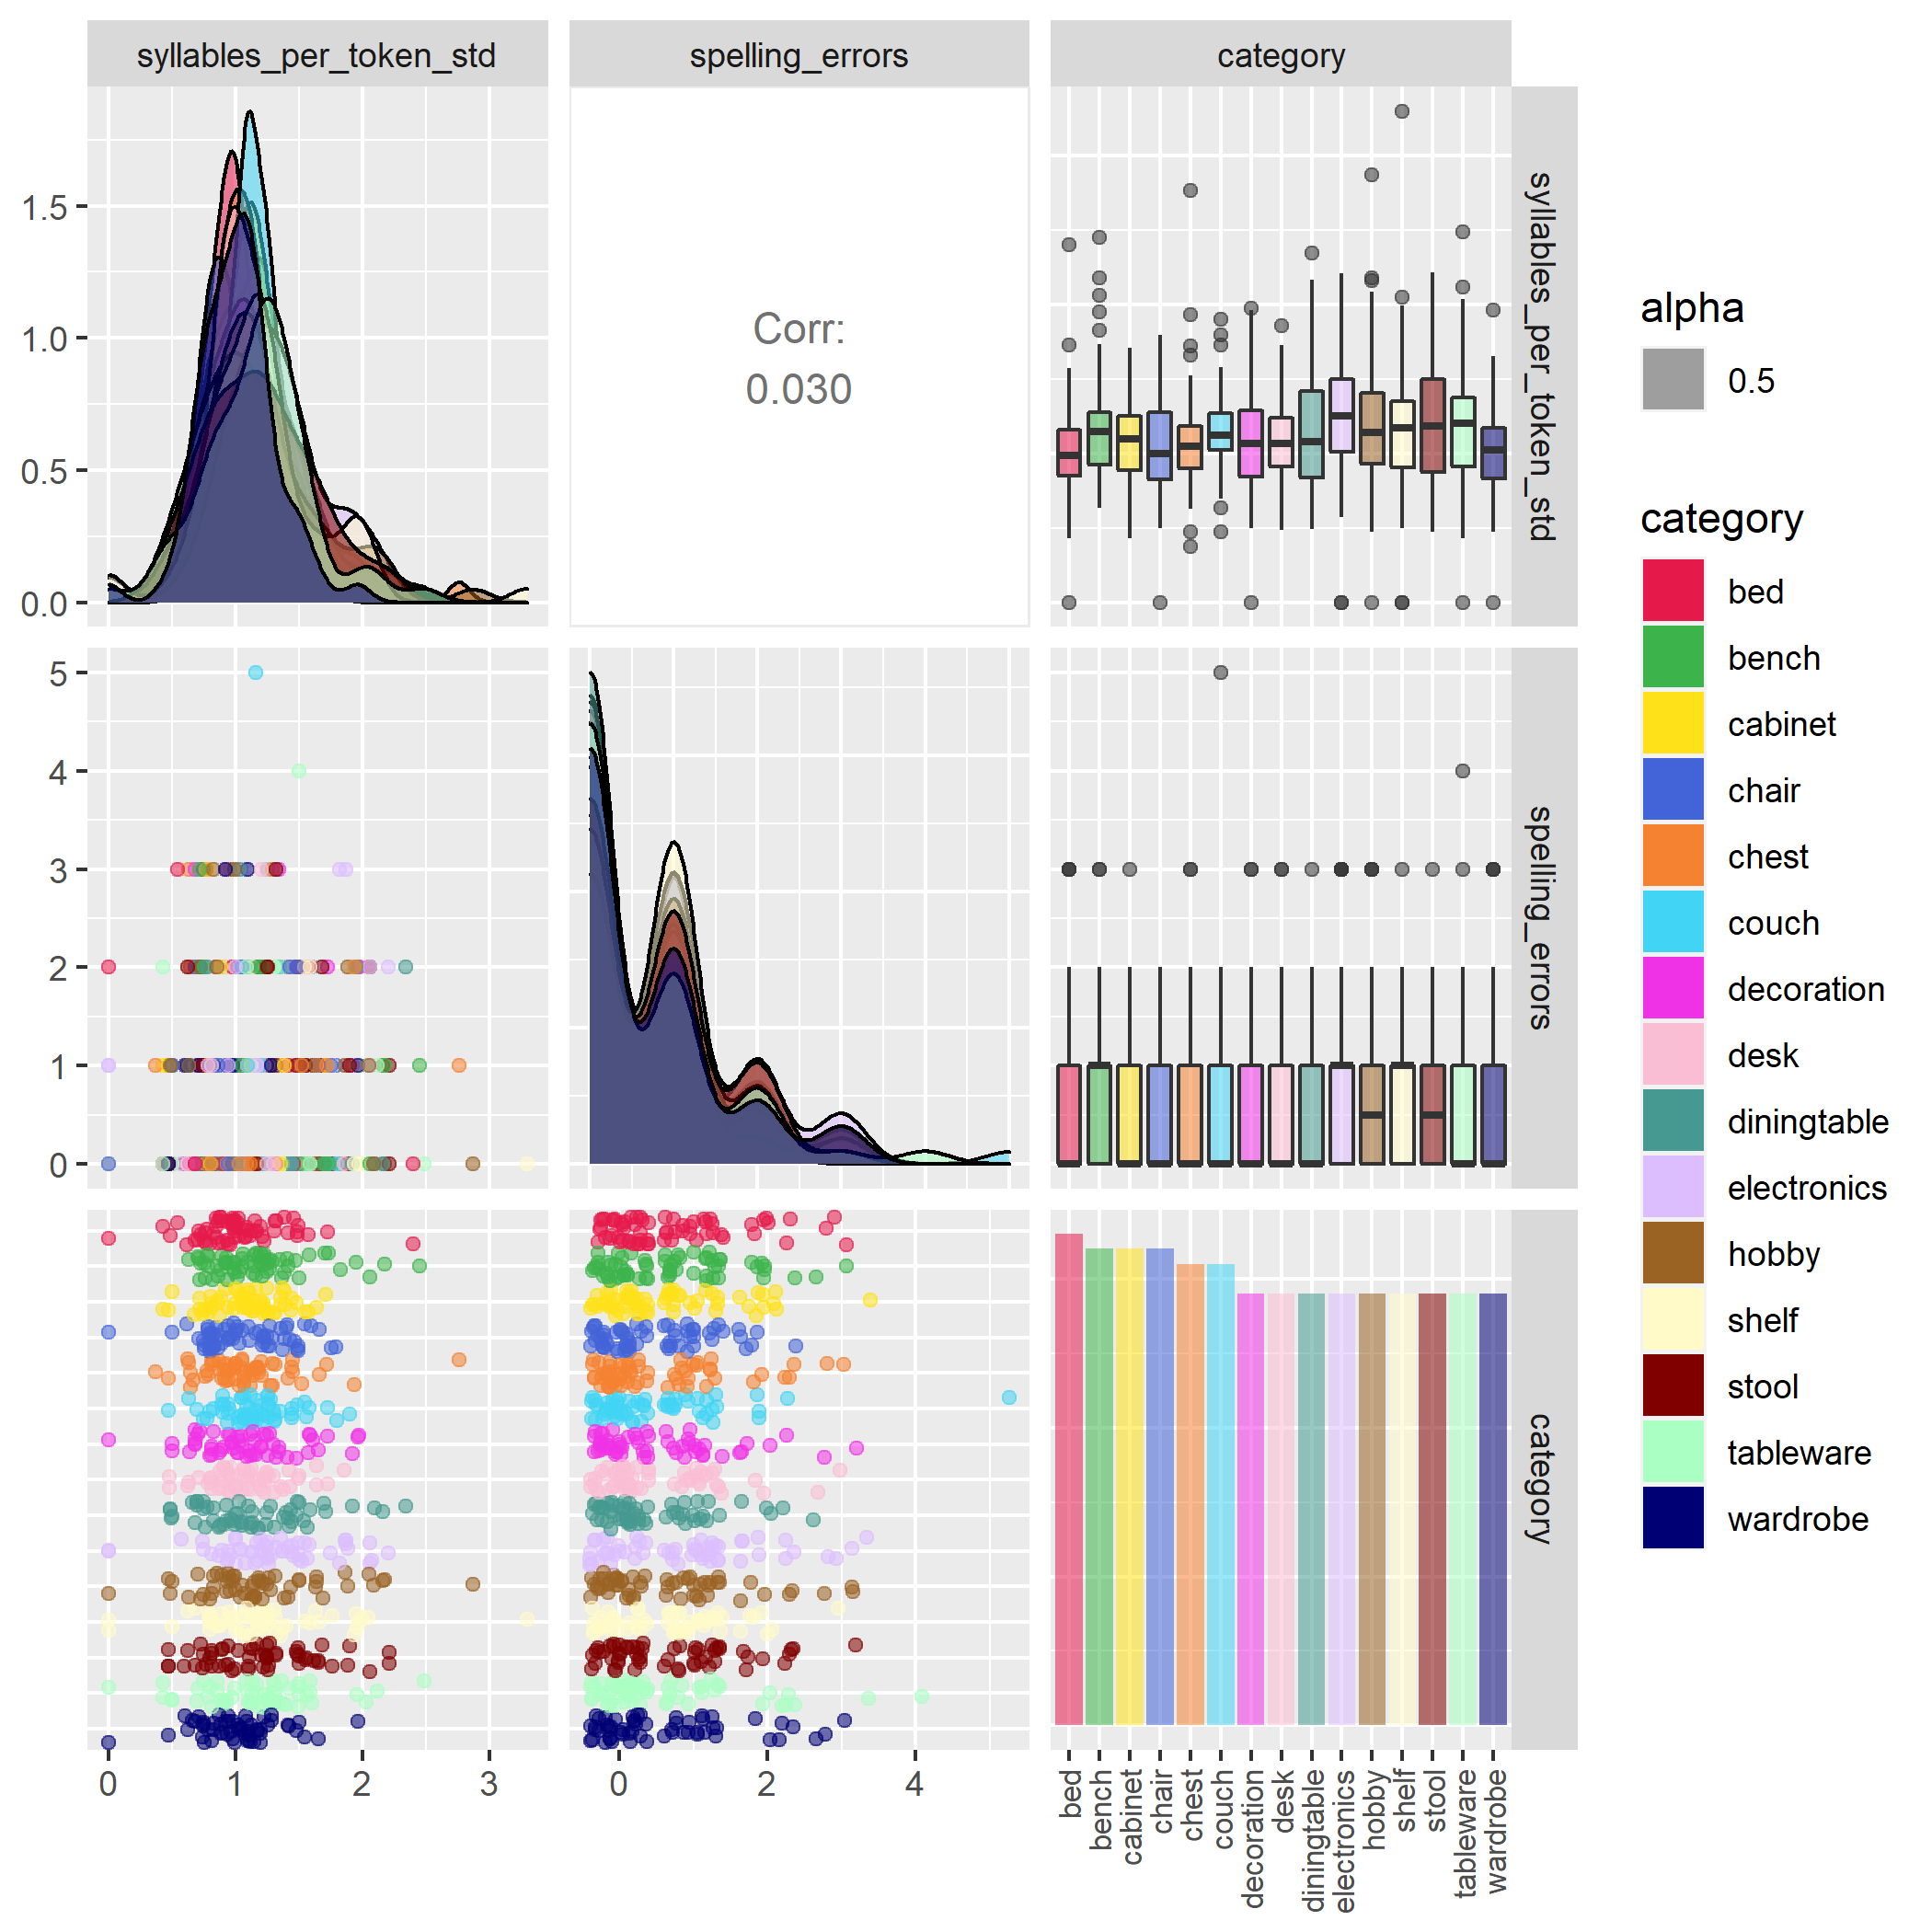 syllables_per_token_std
spelling_errors
category
1.5
1.0
0.5
0.0
Corr:
0.030
syllables_per_token_std
5
4
3
2
1
0
spelling_errors
category
0
1
2
3
0
2
4
bed
bench
cabinet
chair
chest
couch
decoration
desk
diningtable
electronics
hobby
shelf
stool
tableware
wardrobe
alpha
0.5
category
bed
bench
cabinet
chair
chest
couch
decoration
desk
diningtable
electronics
hobby
shelf
stool
tableware
wardrobe